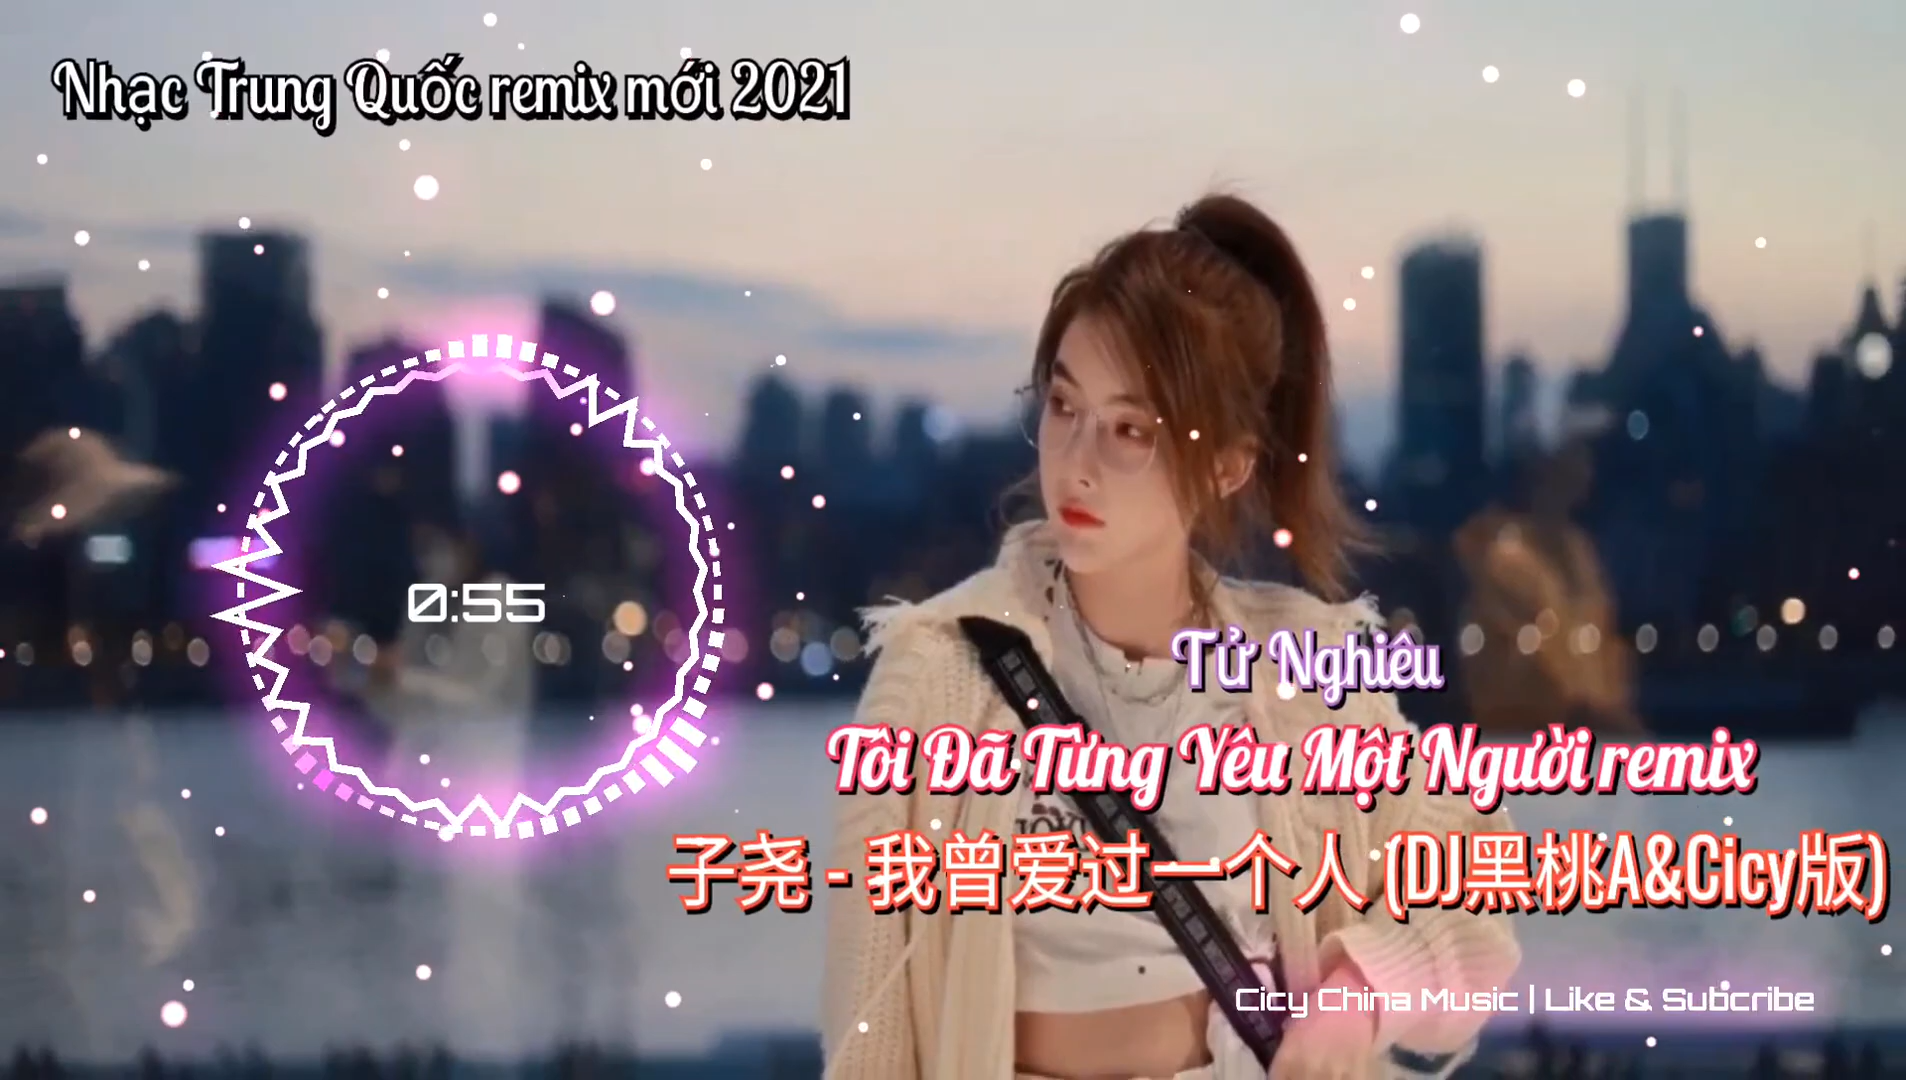 Nhạc Trung Quốc remix mới 2021
0:55
Tử Nghiêu
Tôi Đã Từng Yêu Một Người remix
子尧 - 我曾爱过一个人 (DJ黑桃A&Cicy版)
Cicy China Music | Like & Subcribe